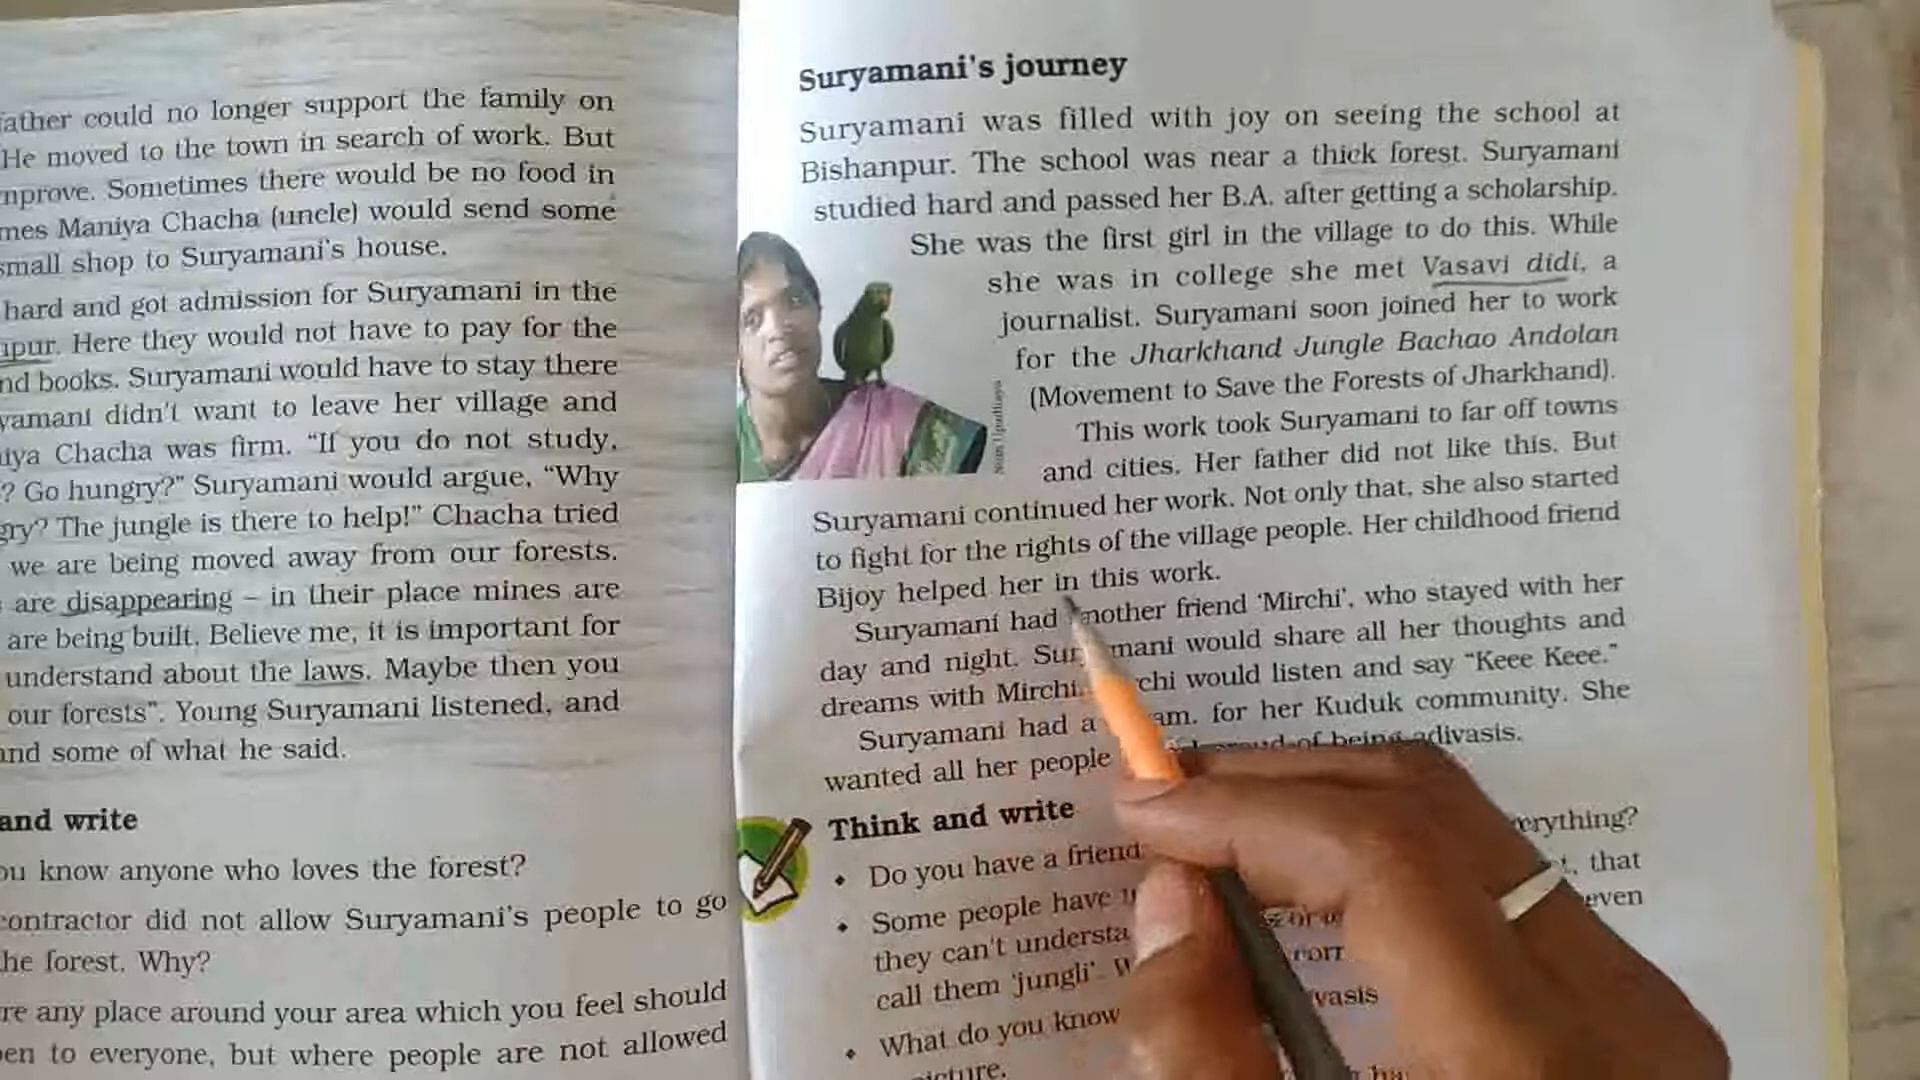 father could no longer support the family on
He moved to the town in search of work. But
mprove. Sometimes there would be no food in
mes Maniya Chacha (uncle) would send some
small shop to Suryamani's house.
hard and got admission for Suryamani in the
npur. Here they would not have to pay for the
nd books. Suryamani would have to stay there
yamani didn't want to leave her village and
iya Chacha was firm. “If you do not study,
? Go hungry?” Suryamani would argue, “Why
gry? The jungle is there to help!” Chacha tried
we are being moved away from our forests.
are disappearing – in their place mines are
are being built. Believe me, it is important for
understand about the laws. Maybe then you
our forests”. Young Suryamani listened, and
and some of what he said.
and write
ou know anyone who loves the forest?
contractor did not allow Suryamani's people to go
he forest. Why?
re any place around your area which you feel should
en to everyone, but where people are not allowed
Suryamani's journey
Suryamani was filled with joy on seeing the school at
Bishanpur. The school was near a thick forest. Suryamani
studied hard and passed her B.A. after getting a scholarship.
She was the first girl in the village to do this. While
she was in college she met Vasavi didi, a
journalist. Suryamani soon joined her to work
for the Jharkhand Jungle Bachao Andolan
(Movement to Save the Forests of Jharkhand).
This work took Suryamani to far off towns
and cities. Her father did not like this. But
Suryamani continued her work. Not only that, she also started
to fight for the rights of the village people. Her childhood friend
Bijoy helped her in this work.
Suryamani had another friend ‘Mirchi’, who stayed with her
day and night. Suryamani would share all her thoughts and
dreams with Mirchi. rchi would listen and say “Keee Keee.”
Suryamani had a am. for her Kuduk community. She
wanted all her people proud of being adivasis.
Think and write
Do you have a friend erything?
Some people have that
they can't understa even
call them ‘jungli’. corr
What do you know vasis
picture.